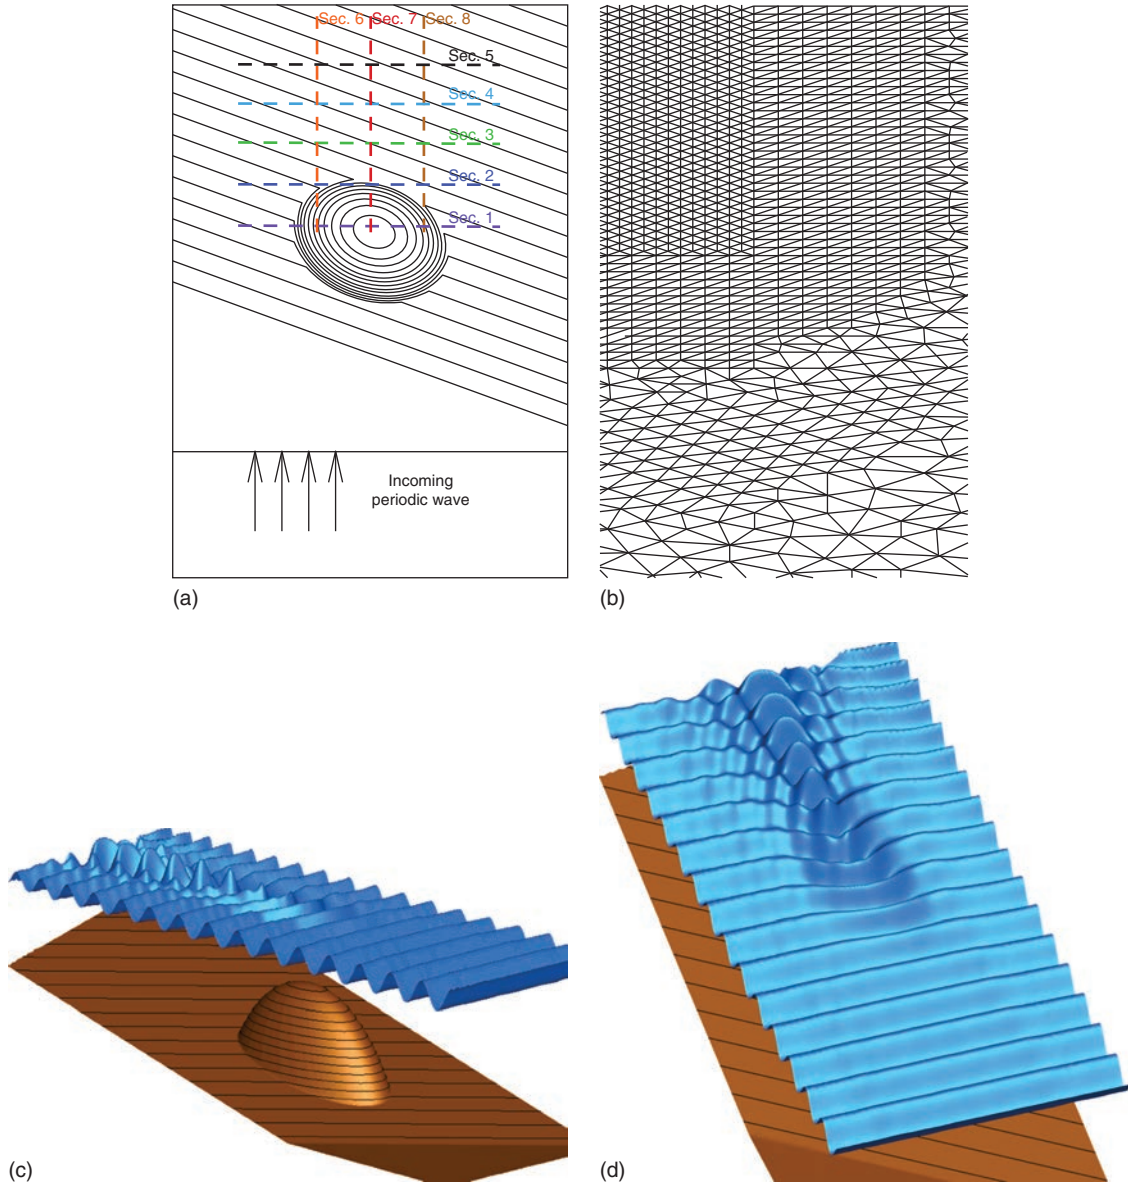 Sec. 6 Sec. 7 Sec. 8
Sec. 5
Sec. 4
Sec. 3
Sec. 2
Sec. 1
Incoming
periodic wave
(a)
(b)
(c)
(d)